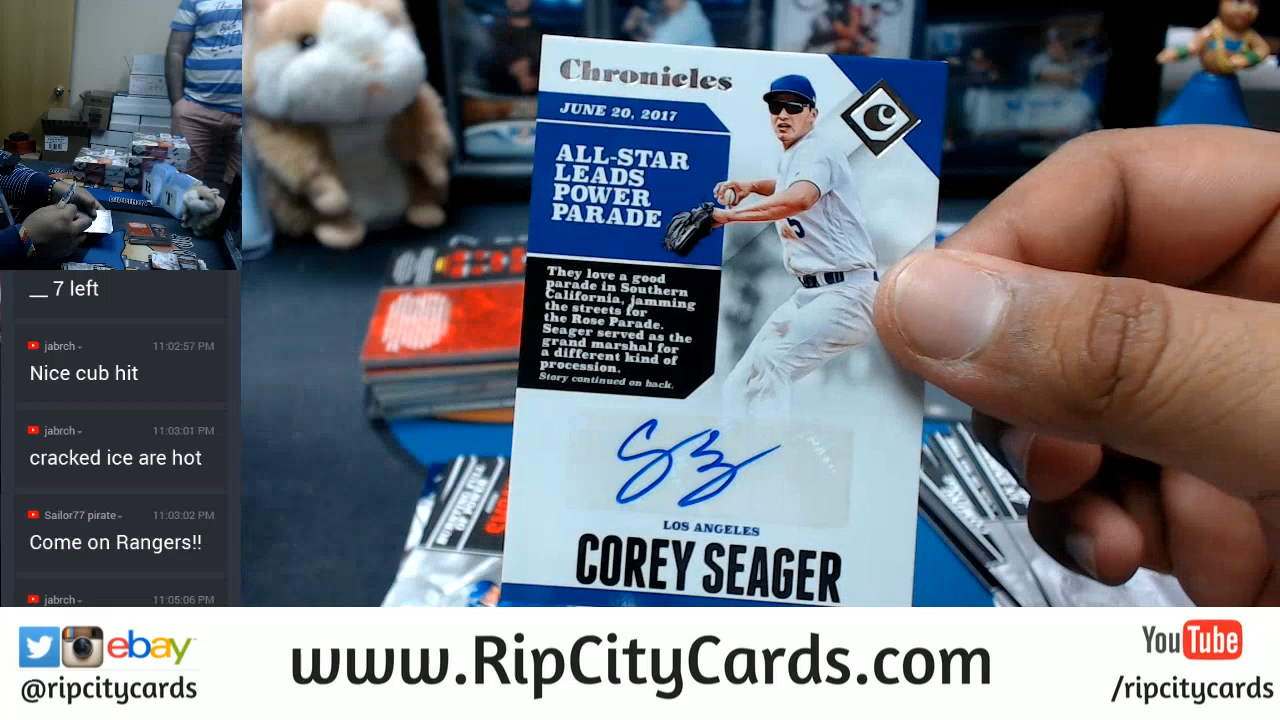 __ 7 left
jabrch
11:02:57 PM
Nice cub hit
jabrch
11:03:01 PM
cracked ice are hot
Sailor77 pirate
11:03:02 PM
Come on Rangers!!
jabrch
11:05:06 PM
Chronicles
JUNE 20, 2017
ALL-STAR
LEADS
POWER
PARADE
C
5
They love a good
parade in Southern
California, jamming
the streets for
the Rose Parade.
Seager served as the
grand marshal for
a different kind of
procession.
Story continued on back.
LOS ANGELES
COREY SEAGER
ebay
@ripcitycards
www.RipCityCards.com
YouTube
/ripcitycards